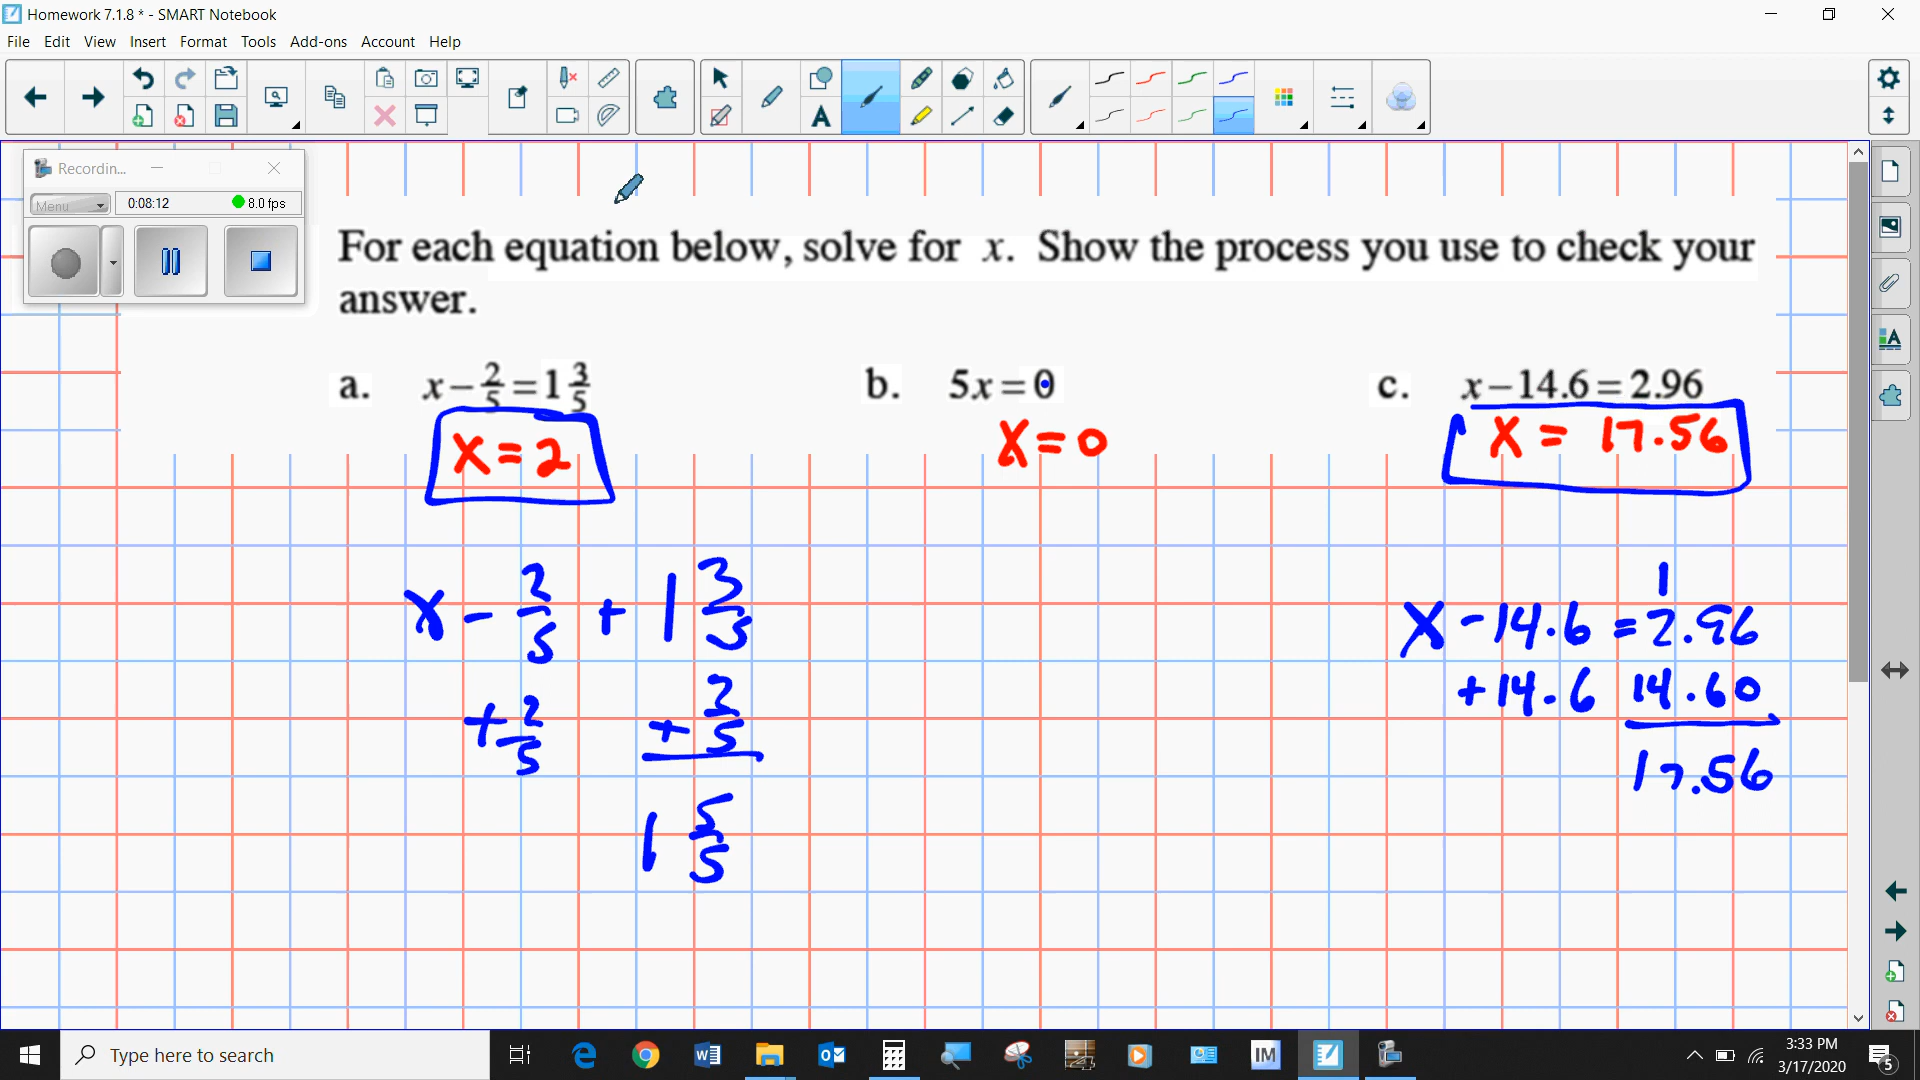 Homework 7.1.8 * - SMART Notebook
File Edit View Insert Format Tools Add-ons Account Help
Recordin...
Menu 0:08:12 8.0 fps
For each equation below, solve for x. Show the process you use to check your
answer.
a. x - 2/5 = 1 3/5 b. 5x = 0 c. x - 14.6 = 2.96
x = 2 x = 0 x = 17.56
1
x - 2/5 + 1 3/5 x - 14.6 = 2.96
+ 2/5 + 2/5 + 14.6 14.60
1 5/5 17.56
Type here to search
IM
3:33 PM
3/17/2020
5